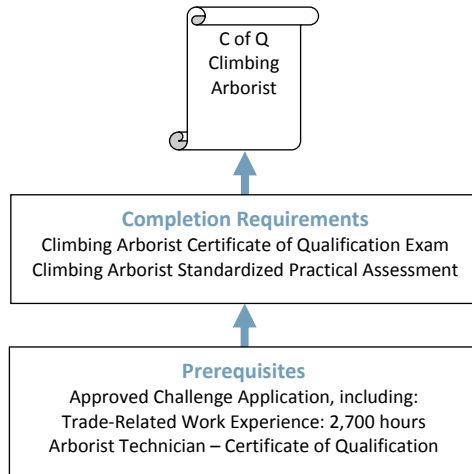 C of Q
Climbing
Arborist
Completion Requirements
Climbing Arborist Certificate of Qualification Exam
Climbing Arborist Standardized Practical Assessment
Prerequisites
Approved Challenge Application, including:
Trade-Related Work Experience: 2,700 hours
Arborist Technician – Certificate of Qualification